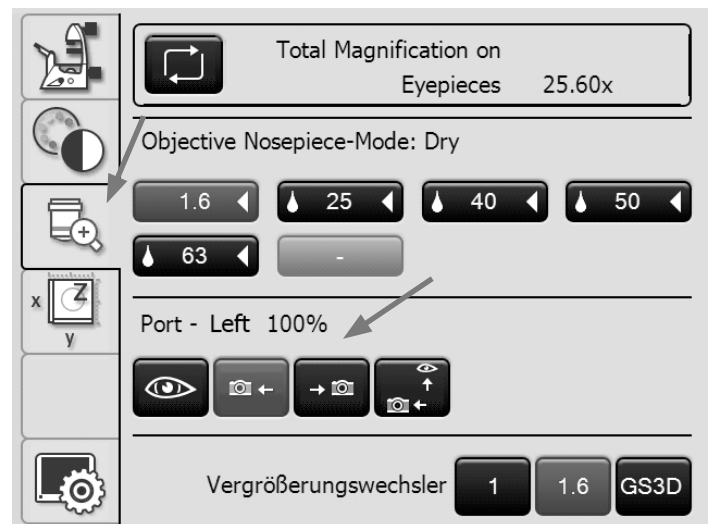 Total Magnification on
Eyepieces 25.60x
Objective Nosepiece-Mode: Dry
1.6 25 40 50
63 -
x Z
y
Port - Left 100%
Vergrößerungswechsler 1 1.6 GS3D